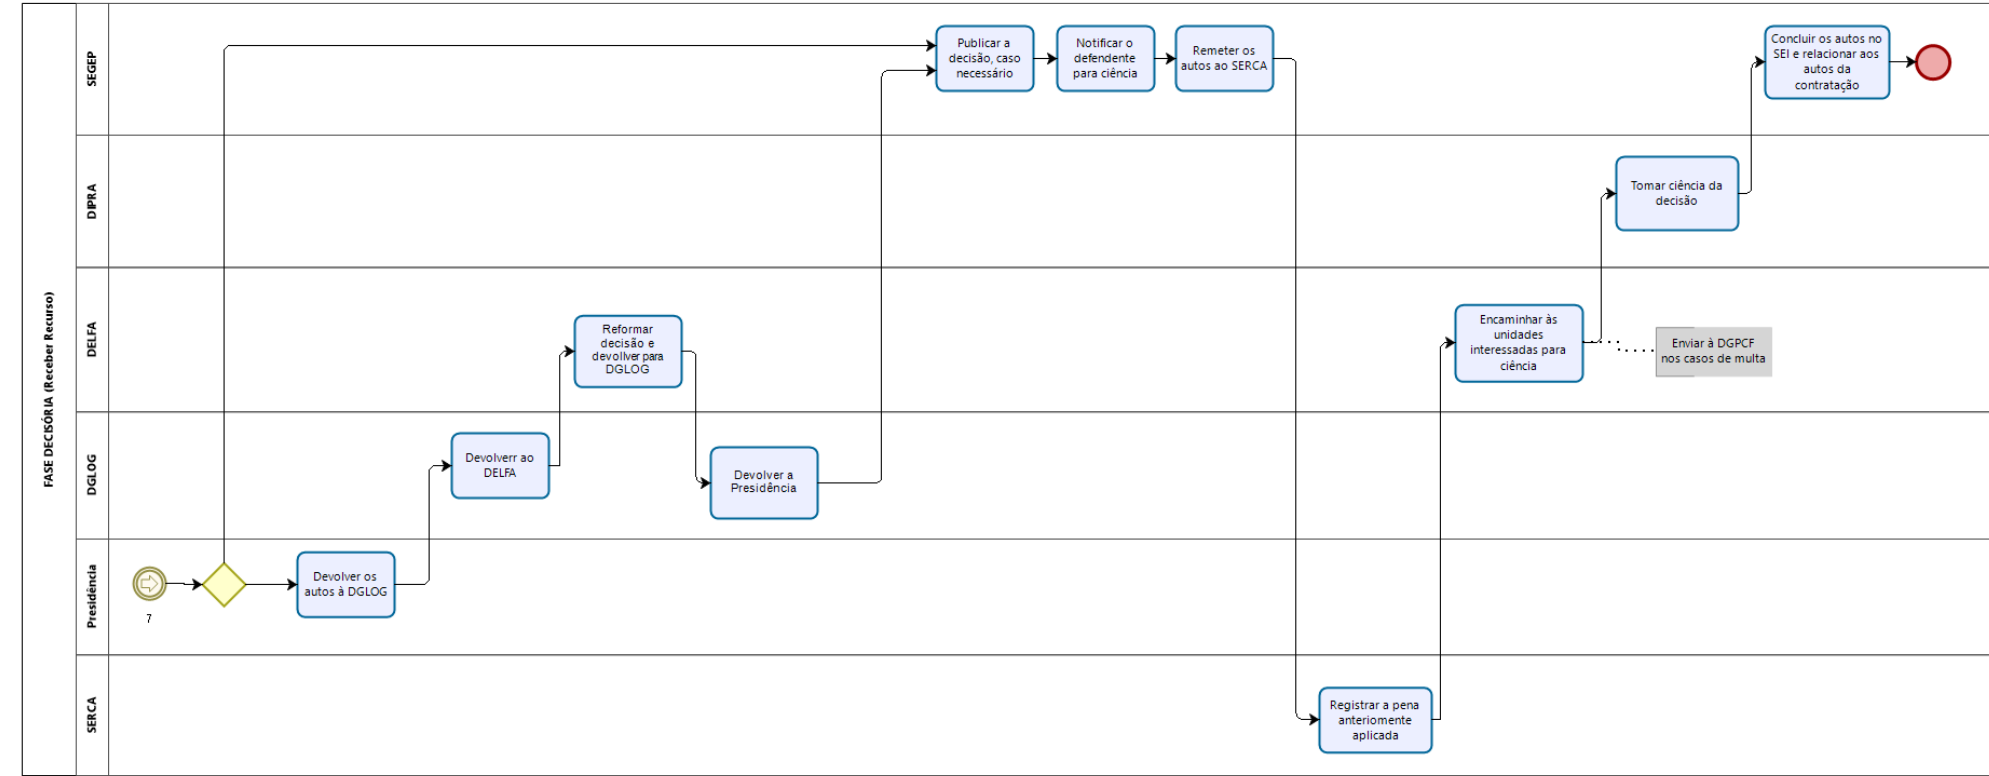 FASE DECISÓRIA (Receber Recurso)
SEGEP
Publicar a
decisão, caso
necessário
Notificar o
defendente
para ciência
Remeter os
autos ao SERCA
Concluir os autos no
SEI e relacionar aos
autos da
contratação
DIPRA
Tomar ciência da
decisão
DELFA
Reformar
decisão e
devollver para
DGLOG
Encaminhar às
unidades
interessadas para
ciência
Enviar à DGPCF
nos casos de multa
DGLOG
Devolverr ao
DELFA
Devolver a
Presidência
Presidência
7
Devolver os
autos à DGLOG
SERCA
Registrar a pena
anteriomente
aplicada